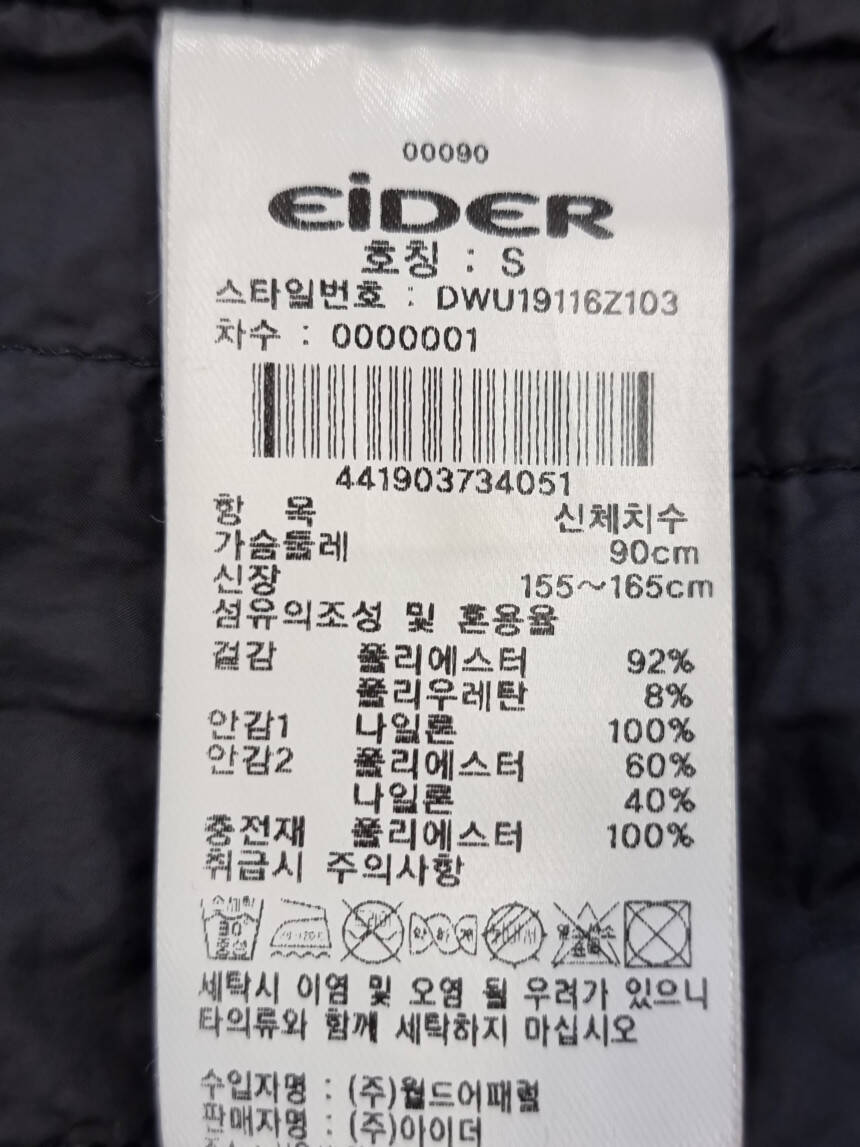 00090
EiDER
호칭 : S
스타일번호 : DWU19116Z103
차수 : 0000001
441903734051
항 목 신체치수
가슴둘레 90cm
신장 155~165cm
섬유의조성 및 혼용율
겉감 폴리에스터 92%
폴리우레탄 8%
안감1 나일론 100%
안감2 폴리에스터 60%
나일론 40%
충전재 폴리에스터 100%
취급시 주의사항
손세탁 30 중성
세탁시 이염 및 오염 될 우려가 있으니
타의류와 함께 세탁하지 마십시오
수입자명 : (주)월드어패럴
판매자명 : (주)아이더